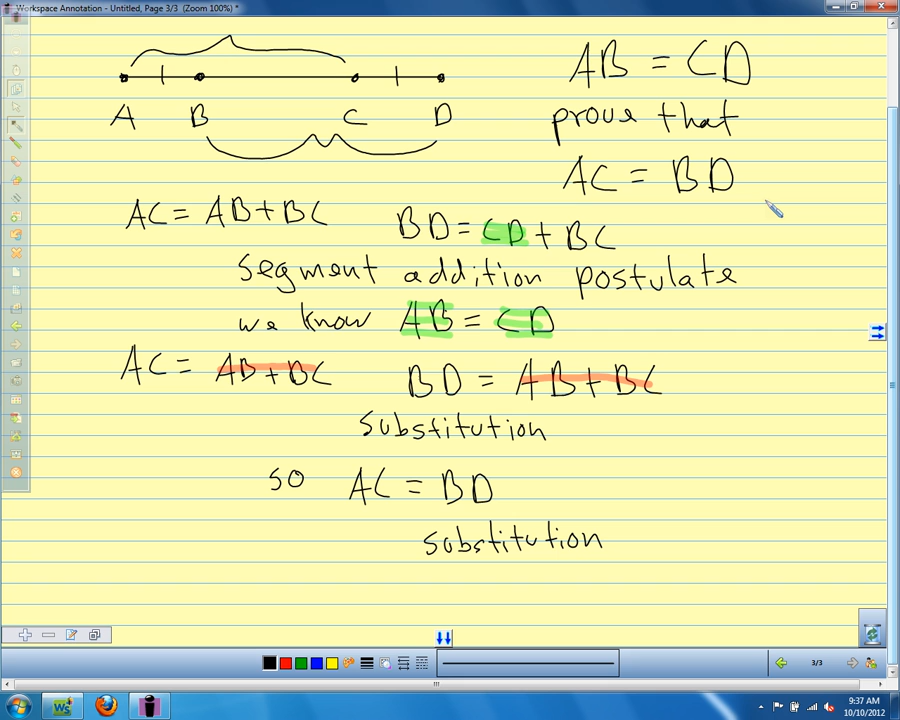 Workspace Annotation - Untitled, Page 3/3 (Zoom 100%) *
A B C D
AB = CD
prove that
AC = BD
AC = AB + BC BD = CD + BC
segment addition postulate
we know AB = CD
AC = AB + BC BD = AB + BC
substitution
so AC = BD
substitution
3/3
9:37 AM
10/10/2012